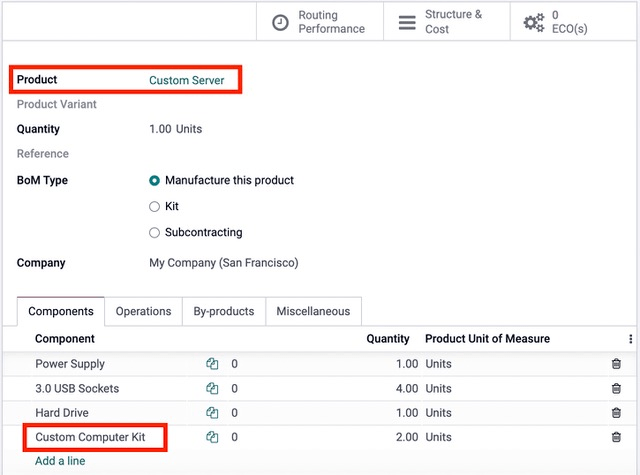 Routing Performance
Structure & Cost
0 ECO(s)
Product Custom Server
Product Variant
Quantity 1.00 Units
Reference
BoM Type Manufacture this product
Kit
Subcontracting
Company My Company (San Francisco)
Components Operations By-products Miscellaneous
Component Quantity Product Unit of Measure
Power Supply 0 1.00 Units
3.0 USB Sockets 0 4.00 Units
Hard Drive 0 1.00 Units
Custom Computer Kit 0 2.00 Units
Add a line